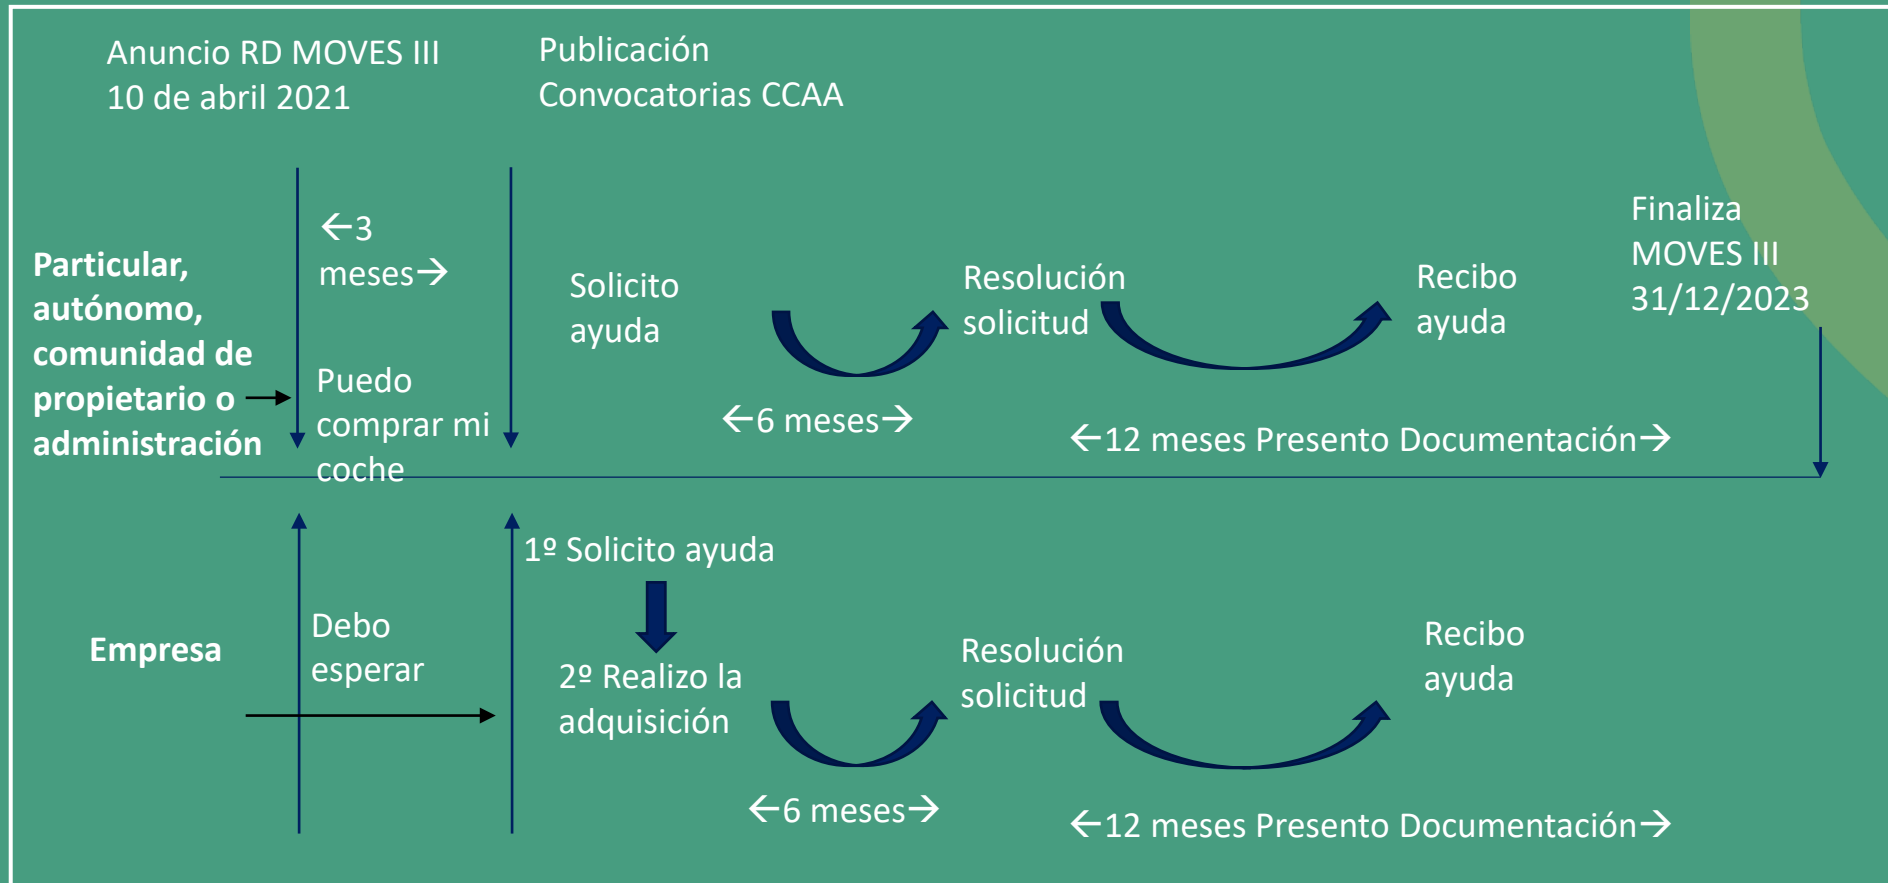 Anuncio RD MOVES III
10 de abril 2021
Publicación
Convocatorias CCAA
Particular,
autónomo,
comunidad de
propietario o
administración
←3
meses→
Puedo
comprar mi
coche
Solicito
ayuda
←6 meses→
Resolución
solicitud
←12 meses Presento Documentación→
Recibo
ayuda
Finaliza
MOVES III
31/12/2023
Empresa
Debo
esperar
1º Solicito ayuda
2º Realizo la
adquisición
←6 meses→
Resolución
solicitud
←12 meses Presento Documentación→
Recibo
ayuda